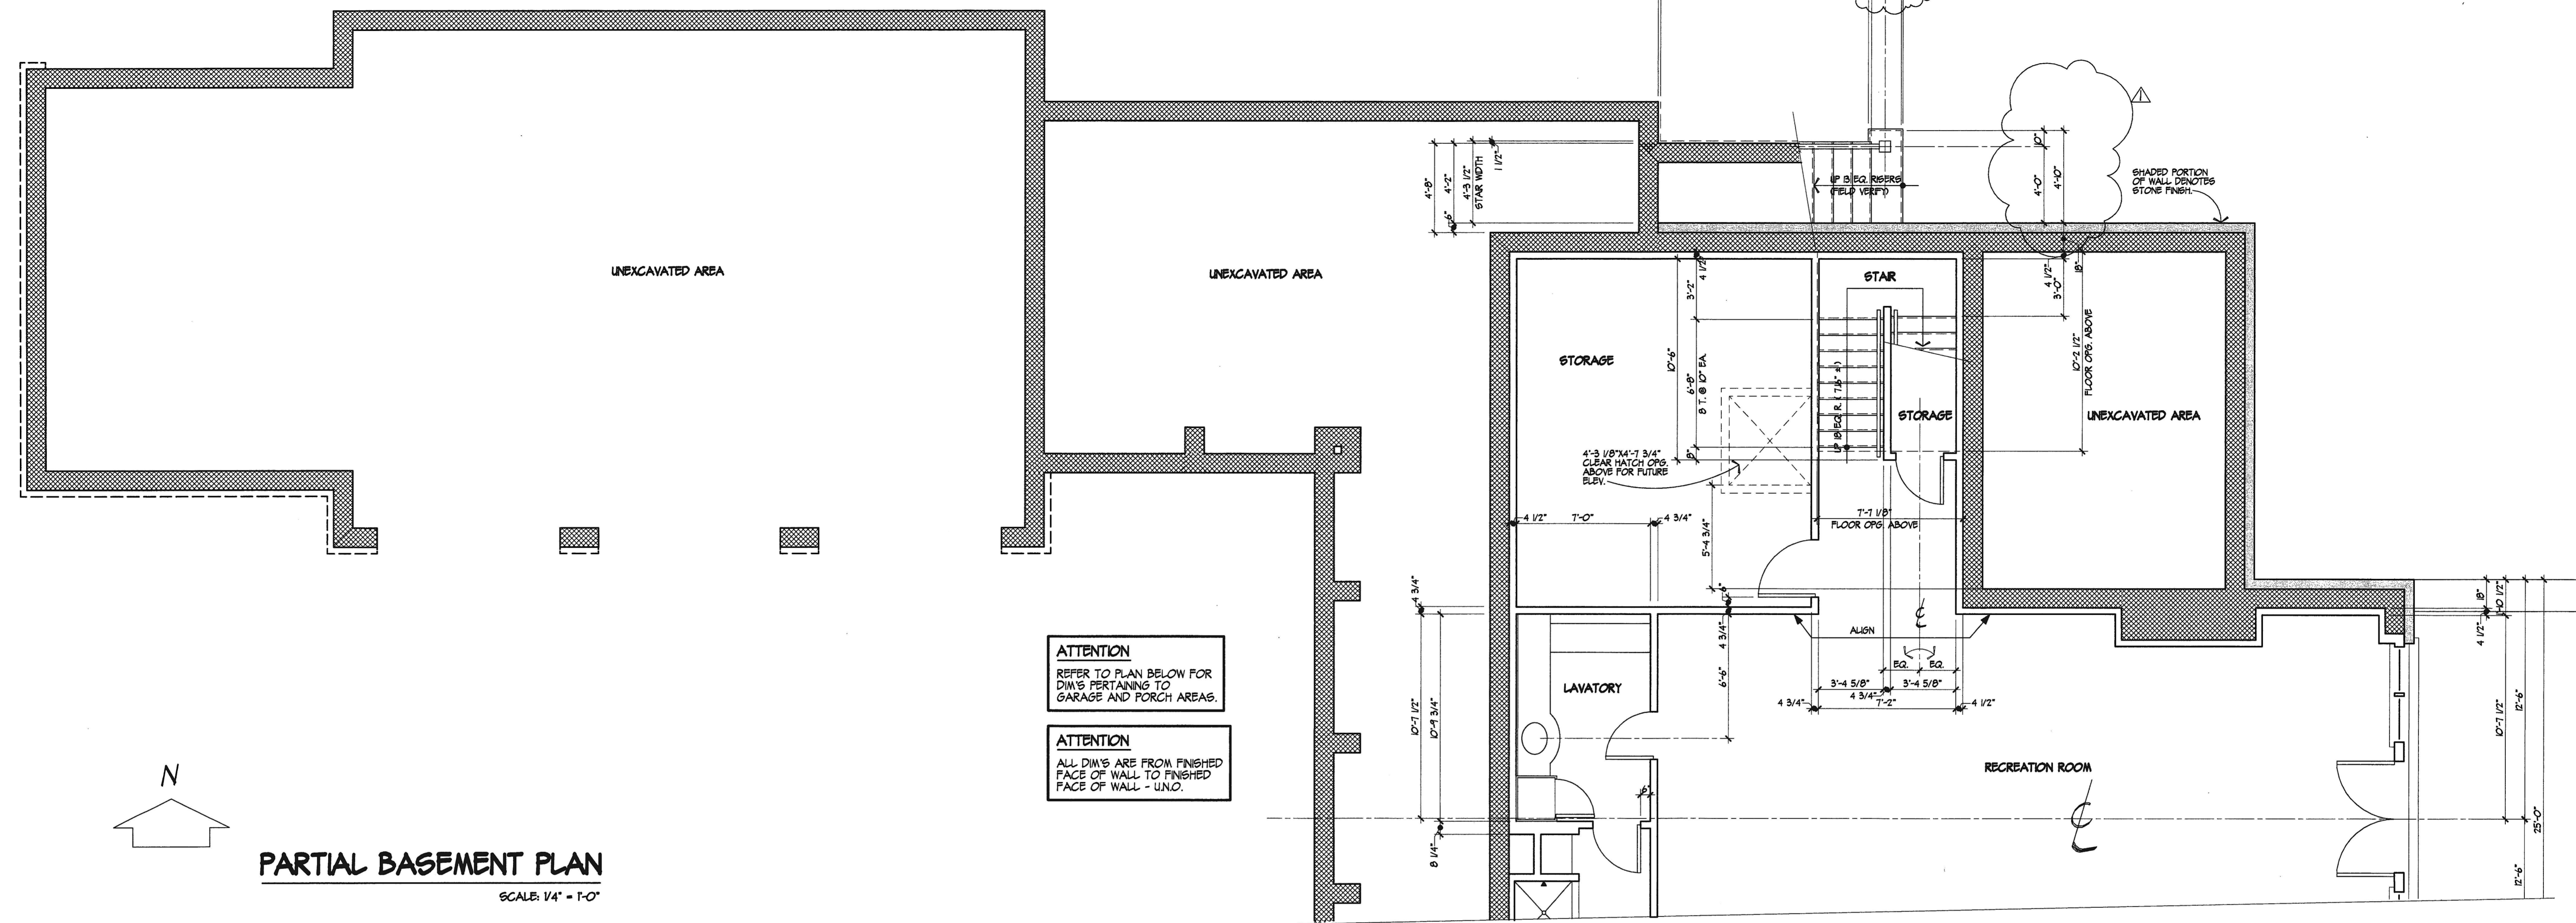 UNEXCAVATED AREA
UNEXCAVATED AREA
4'-8"
4'-2"
6"
4'-3 1/2"
STAIR WIDTH
1 1/2"
UP 13 EQ. RISERS
(FIELD VERIFY)
10"
4'-0"
4'-10"
1
SHADED PORTION
OF WALL DENOTES
STONE FINISH.
4 1/2"
3'-2"
10'-6"
6'-8"
8 T. @ 10" EA.
8"
STORAGE
STAIR
STORAGE
4 1/2"
3'-0"
18"
10'-2 1/2"
FLOOR OPG. ABOVE
UNEXCAVATED AREA
4'-3 1/8"X4'-7 3/4"
CLEAR HATCH OPG.
ABOVE FOR FUTURE
ELEV.
4 1/2"
7'-0"
4 3/4"
5'-4 3/4"
7'-7 1/8"
FLOOR OPG. ABOVE
4 3/4"
6"
4 3/4"
6'-6"
ALIGN
EQ.
EQ.
3'-4 5/8"
3'-4 5/8"
4 3/4"
4 3/4"
7'-2"
4 1/2"
18"
4 1/2"
1'-10 1/2"
10'-7 1/2"
12'-6"
25'-0"
12'-6"
ATTENTION
REFER TO PLAN BELOW FOR
DIM'S PERTAINING TO
GARAGE AND PORCH AREAS.
ATTENTION
ALL DIM'S ARE FROM FINISHED
FACE OF WALL TO FINISHED
FACE OF WALL - U.N.O.
10'-7 1/2"
10'-9 3/4"
8 1/4"
LAVATORY
6"
RECREATION ROOM
N
PARTIAL BASEMENT PLAN
SCALE: 1/4" = 1'-0"